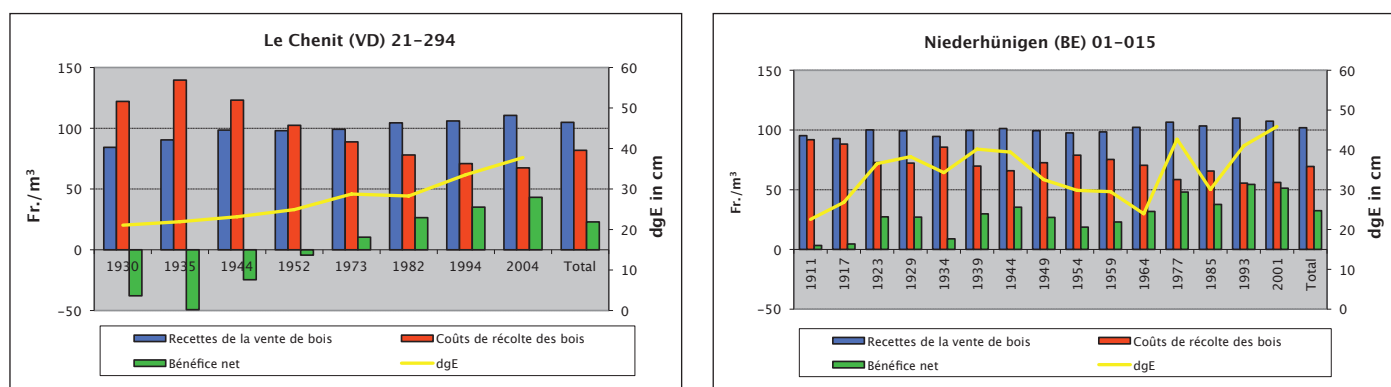 Le Chenit (VD) 21–294
150
100
50
0
–50
Fr./m³
60
50
40
30
20
10
0
dgE in cm
1930 1935 1944 1952 1973 1982 1994 2004 Total
Recettes de la vente de bois Coûts de récolte des bois
Bénéfice net dgE
Niederhünigen (BE) 01–015
150
100
50
0
–50
Fr./m³
60
50
40
30
20
10
0
dgE in cm
1911 1917 1923 1929 1934 1939 1944 1949 1954 1959 1964 1977 1985 1993 2001 Total
Recettes de la vente de bois Coûts de récolte des bois
Bénéfice net dgE